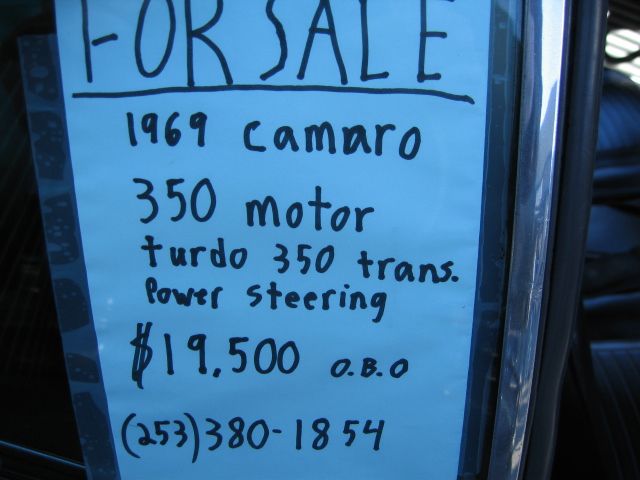 FOR SALE
1969 camaro
350 motor
turdo 350 trans.
Power steering
$19,500 O.B.O
(253)380-1854